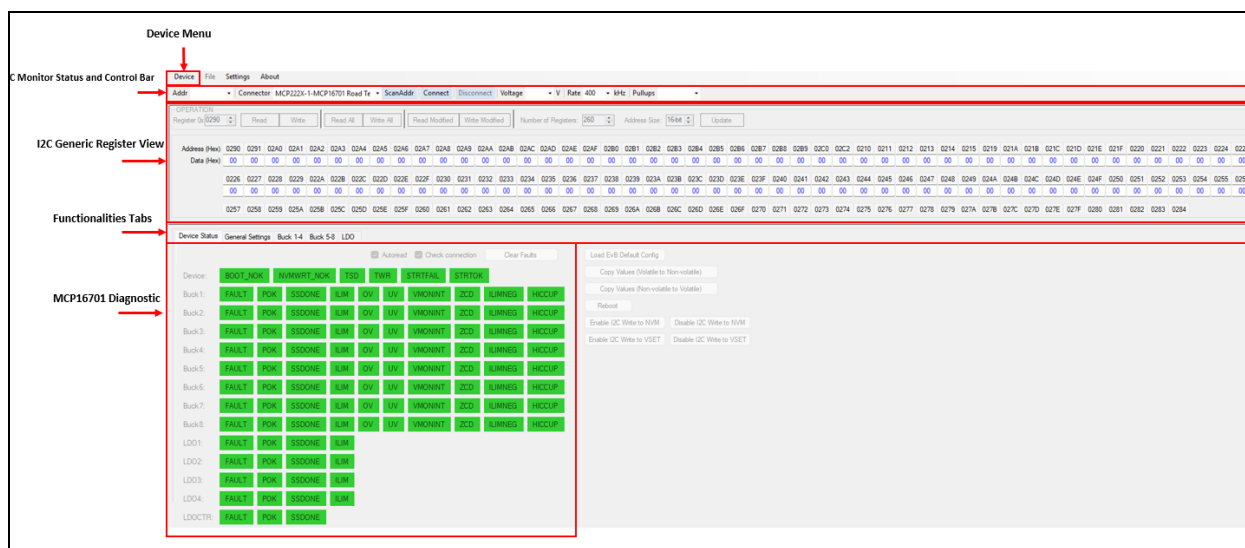 Device Menu
C Monitor Status and Control Bar
Device File Settings About
Addr Connector MCP222X-1-MCP16701 Road Te ScanAddr Connect Disconnect Voltage V Rate 400 kHz Pullups
OPERATION
Register 0x 0290 Read Write Read All Write All Read Modified Write Modified Number of Registers: 260 Address Size: 16-bit Update
I2C Generic Register View
Address (Hex) 0290 0291 02A0 02A1 02A2 02A3 02A4 02A5 02A6 02A7 02A8 02A9 02AA 02AB 02AC 02AD 02AE 02AF 02B0 02B1 02B2 02B3 02B4 02B5 02B6 02B7 02B8 02B9 02C0 02C2 0210 0211 0212 0213 0214 0215 0219 021A 021B 021C 021D 021E 021F 0220 0221 0222 0223 0224 022
Data (Hex) 00 00 00 00 00 00 00 00 00 00 00 00 00 00 00 00 00 00 00 00 00 00 00 00 00 00 00 00 00 00 00 00 00 00 00 00 00 00 00 00 00 00 00 00 00 00 00 00 00
0226 0227 0228 0229 022A 022B 022C 022D 022E 022F 0230 0231 0232 0233 0234 0235 0236 0237 0238 0239 023A 023B 023C 023D 023E 023F 0240 0241 0242 0243 0244 0245 0246 0247 0248 0249 024A 024B 024C 024D 024E 024F 0250 0251 0252 0253 0254 0255 025
00 00 00 00 00 00 00 00 00 00 00 00 00 00 00 00 00 00 00 00 00 00 00 00 00 00 00 00 00 00 00 00 00 00 00 00 00 00 00 00 00 00 00 00 00 00 00 00 00
0257 0258 0259 025A 025B 025C 025D 025E 025F 0260 0261 0262 0263 0264 0265 0266 0267 0268 0269 026A 026B 026C 026D 026E 026F 0270 0271 0272 0273 0274 0275 0276 0277 0278 0279 027A 027B 027C 027D 027E 027F 0280 0281 0282 0283 0284
Functionalities Tabs
Device Status General Settings Buck 1-4 Buck 5-8 LDO
Autoread Check connection Clear Faults Load EvB Default Config
Copy Values (Volatile to Non-volatile)
Device: BOOT_NOK NVMWRT_NOK TSD TWR STRTFAIL STRTOK
Copy Values (Non-volatile to Volatile)
MCP16701 Diagnostic
Buck1: FAULT POK SSDONE ILIM OV UV VMONINT ZCD ILIMNEG HICCUP
Reboot
Buck2: FAULT POK SSDONE ILIM OV UV VMONINT ZCD ILIMNEG HICCUP
Enable I2C Write to NVM Disable I2C Write to NVM
Buck3: FAULT POK SSDONE ILIM OV UV VMONINT ZCD ILIMNEG HICCUP
Enable I2C Write to VSET Disable I2C Write to VSET
Buck4: FAULT POK SSDONE ILIM OV UV VMONINT ZCD ILIMNEG HICCUP
Buck5: FAULT POK SSDONE ILIM OV UV VMONINT ZCD ILIMNEG HICCUP
Buck6: FAULT POK SSDONE ILIM OV UV VMONINT ZCD ILIMNEG HICCUP
Buck7: FAULT POK SSDONE ILIM OV UV VMONINT ZCD ILIMNEG HICCUP
Buck8: FAULT POK SSDONE ILIM OV UV VMONINT ZCD ILIMNEG HICCUP
LDO1: FAULT POK SSDONE ILIM
LDO2: FAULT POK SSDONE ILIM
LDO3: FAULT POK SSDONE ILIM
LDO4: FAULT POK SSDONE ILIM
LDOCTR: FAULT POK SSDONE